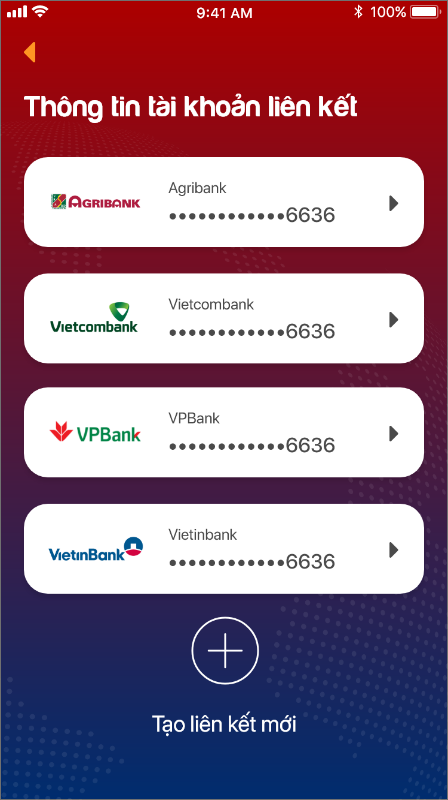 9:41 AM 100%
Thông tin tài khoản liên kết
AGRIBANK
Agribank
••••••••••••6636
Vietcombank
Vietcombank
••••••••••••6636
VPBank
VPBank
••••••••••••6636
VietinBank
Vietinbank
••••••••••••6636
Tạo liên kết mới